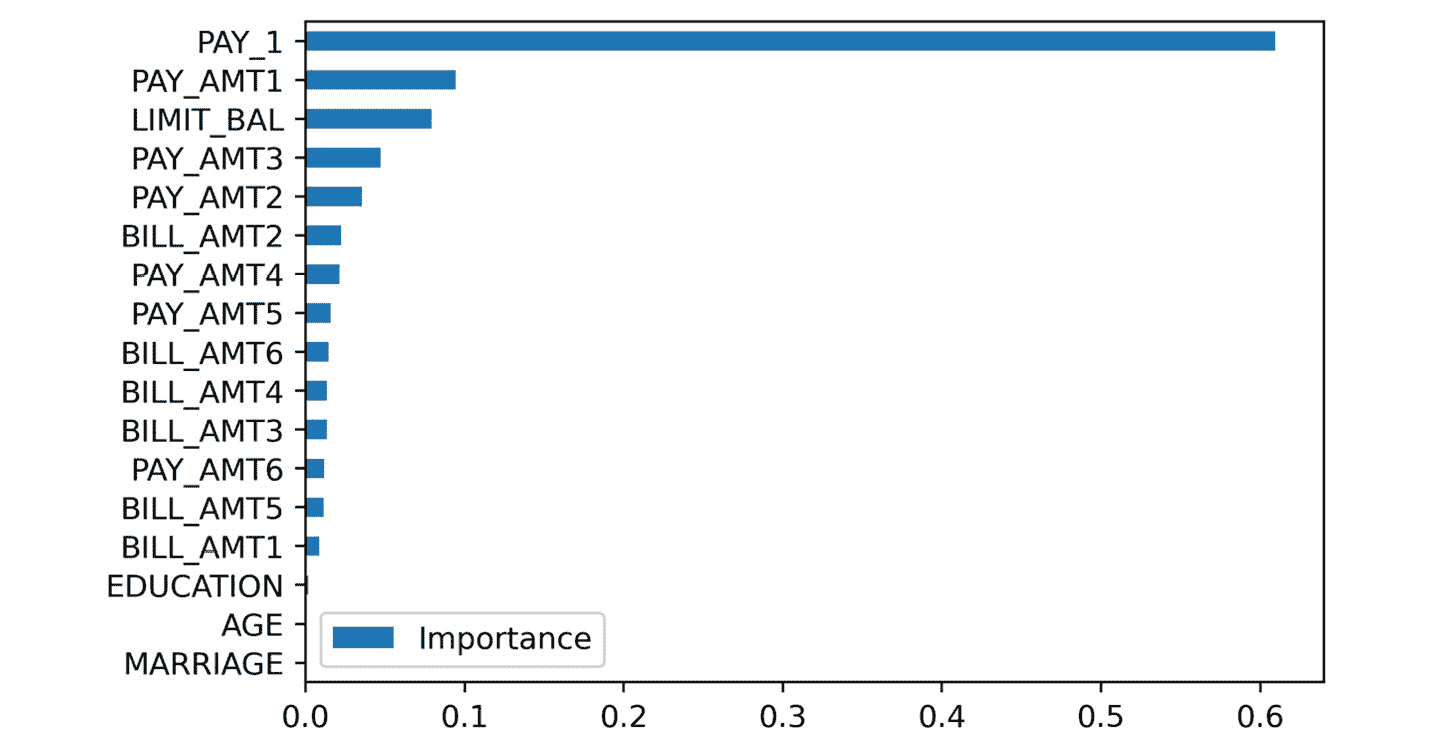 PAY_1
PAY_AMT1
LIMIT_BAL
PAY_AMT3
PAY_AMT2
BILL_AMT2
PAY_AMT4
PAY_AMT5
BILL_AMT6
BILL_AMT4
BILL_AMT3
PAY_AMT6
BILL_AMT5
BILL_AMT1
EDUCATION
AGE
MARRIAGE
Importance
0.0 0.1 0.2 0.3 0.4 0.5 0.6